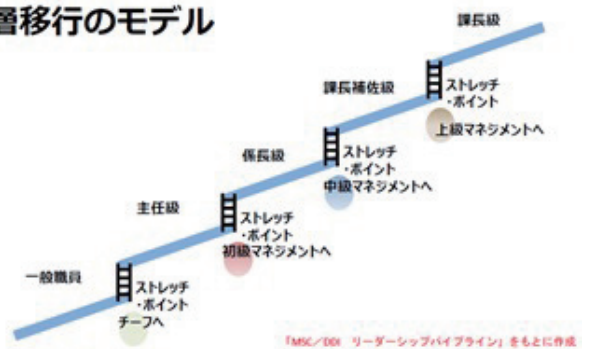 層移行のモデル
課長級
ストレッチ
・ポイント
上級マネジメントへ
課長補佐級
ストレッチ
・ポイント
中級マネジメントへ
係長級
ストレッチ
・ポイント
初級マネジメントへ
主任級
ストレッチ
・ポイント
チーフへ
一般職員
「MSC/DDI リーダーシップパイプライン」をもとに作成